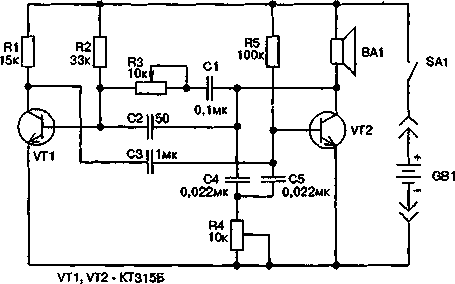 R1
15к
R2
33к
R3
10к
C1
0,1мк
R5
100к
BA1
SA1
VT1
C2
50
C3
1мк
VT2
C4
0,022мк
C5
0,022мк
R4
10к
+
GB1
-
VT1, VT2 - КТ315Б